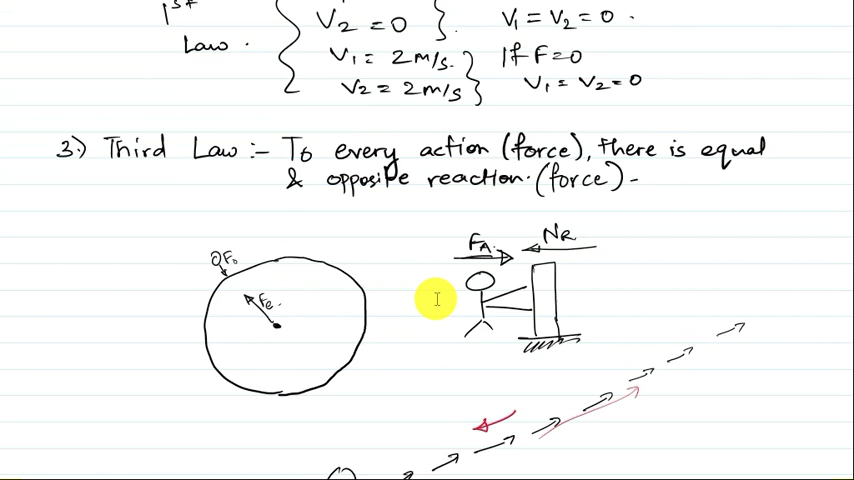 1st
Law.
V2 = 0
V1 = V2 = 0.
V1 = 2m/s.
If F=0
V2 = 2m/s
V1 = V2 = 0
3.) Third Law :- To every action (force), there is equal
& opposite reaction. (force) -
F0
Fe.
FA.
NR